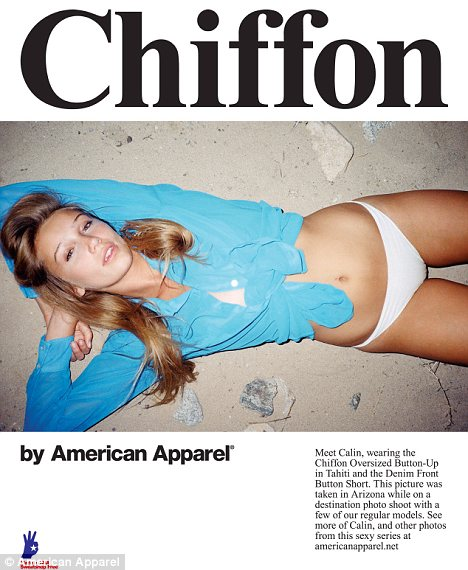 Chiffon
by American Apparel®
Meet Calin, wearing the
Chiffon Oversized Button-Up
in Tahiti and the Denim Front
Button Short. This picture was
taken in Arizona while on a
destination photo shoot with a
few of our regular models. See
more of Calin, and other photos
from this sexy series at
americanapparel.net
Sweatshop Free
© American Apparel